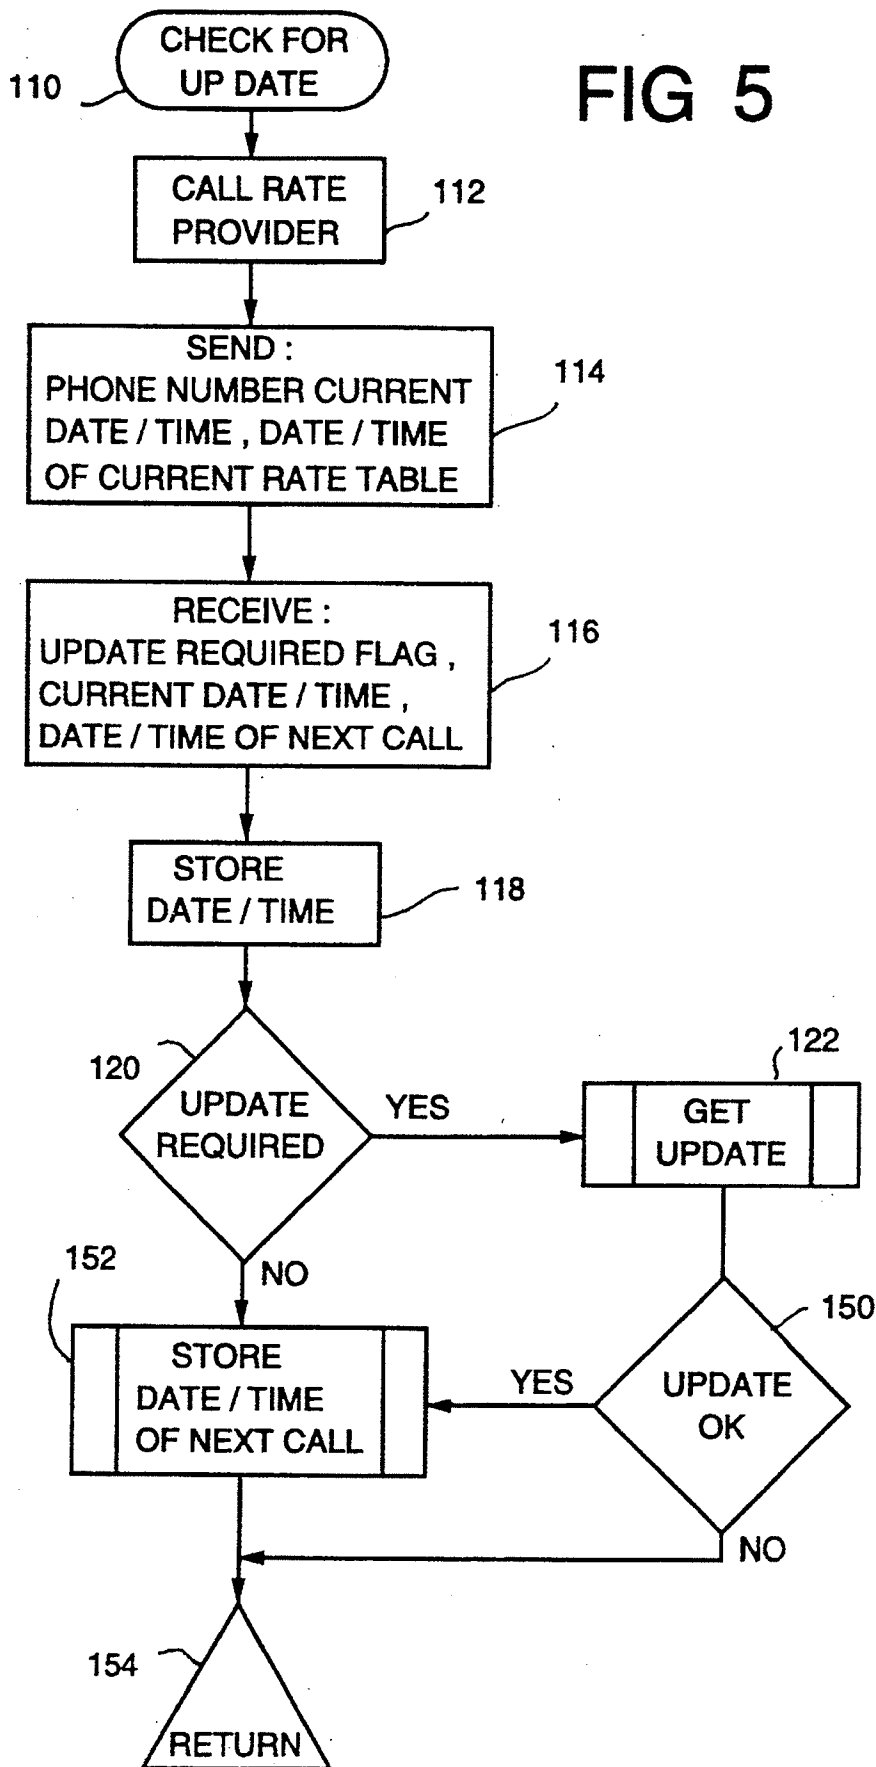 CHECK FOR
UP DATE
110
FIG 5
CALL RATE
PROVIDER
112
SEND :
PHONE NUMBER CURRENT
DATE / TIME , DATE / TIME
OF CURRENT RATE TABLE
114
RECEIVE :
UPDATE REQUIRED FLAG ,
CURRENT DATE / TIME ,
DATE / TIME OF NEXT CALL
116
STORE
DATE / TIME
118
120
UPDATE
REQUIRED
YES
122
GET
UPDATE
NO
152
STORE
DATE / TIME
OF NEXT CALL
YES
150
UPDATE
OK
NO
154
RETURN